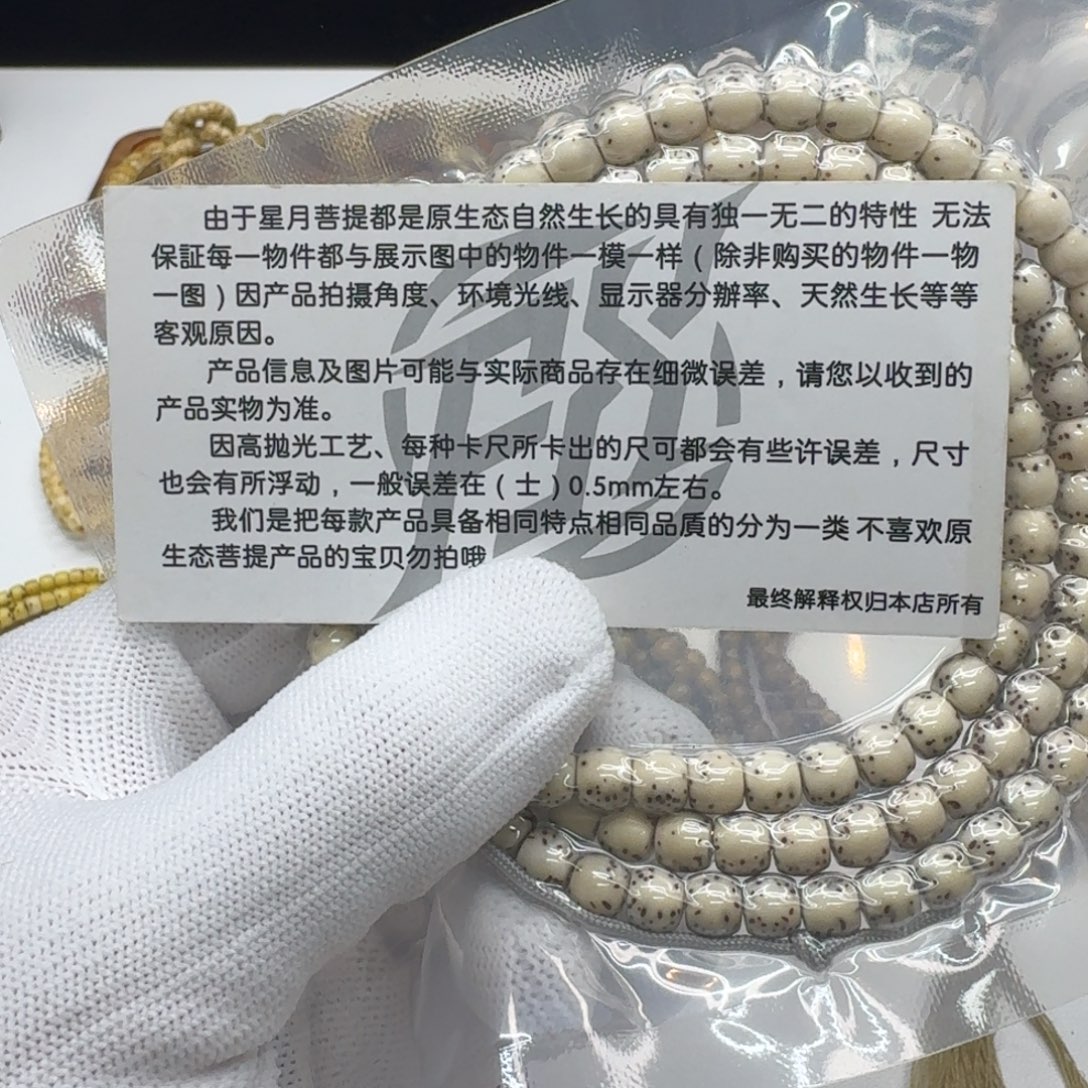 由于星月菩提都是原生态自然生长的具有独一无二的特性 无法
保証每一物件都与展示图中的物件一模一样（除非购买的物件一物
一图）因产品拍摄角度、环境光线、显示器分辦率、天然生长等等
客观原因。
产品信息及图片可能与实际商品存在细微误差，请您以收到的
产品实物为准。
因高抛光工艺、每种卡尺所卡出的尺可都会有些许误差，尺寸
也会有所浮动，一般误差在（士）0.5mm左右。
我们是把每款产品具备相同特点相同品质的分为一类 不喜欢原
生态菩提产品的宝贝勿拍哦
最终解释权归本店所有